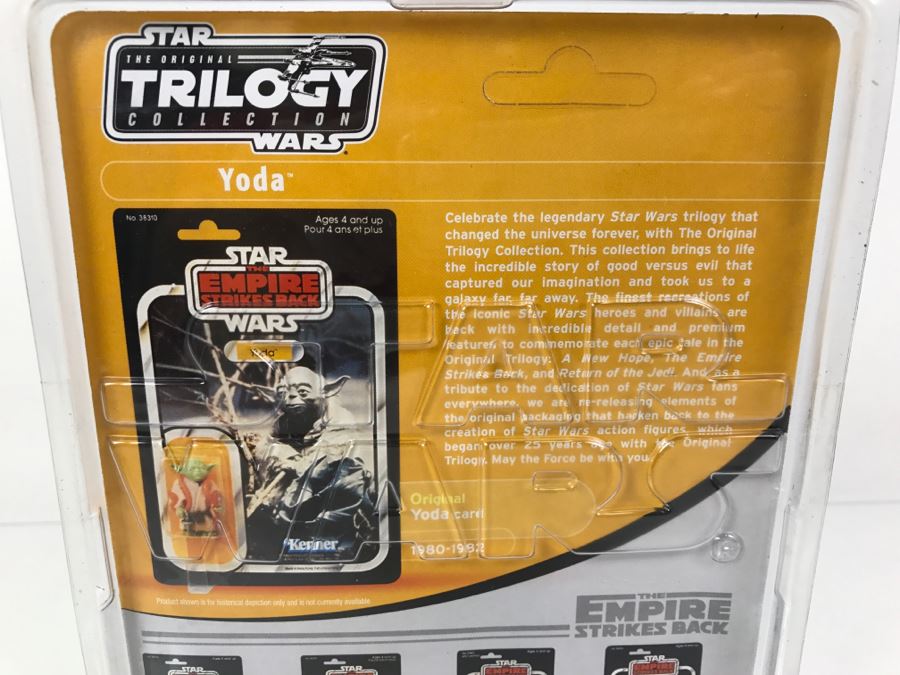 STAR
THE ORIGINAL
TRILOGY
COLLECTION
WARS
Yoda™
No. 38310
Ages 4 and up
Pour 4 ans et plus
STAR
THE
EMPIRE
STRIKES BACK
WARS
Yoda
Kenner
Celebrate the legendary Star Wars trilogy that
changed the universe forever, with The Original
Trilogy Collection. This collection brings to life
the incredible story of good versus evil that
captured our imagination and took us to a
galaxy far, far away. The finest recreations of
the iconic Star Wars heroes and villains are
back with incredible detail and premium
features to commemorate each epic tale in the
Original Trilogy: A New Hope, The Empire
Strikes Back, and Return of the Jedi. And as a
tribute to the dedication of Star Wars fans
everywhere, we are re-releasing elements of
the original packaging that harken back to the
creation of Star Wars action figures, which
began over 25 years ago with the Original
Trilogy. May the Force be with you.
STAR
WARS
Original
Yoda card
1980-1982
Product shown is for historical depiction only and is not currently available
THE
EMPIRE
STRIKES BACK
STAR
STAR
STAR
EMPIRE
STAR
EMPIRE